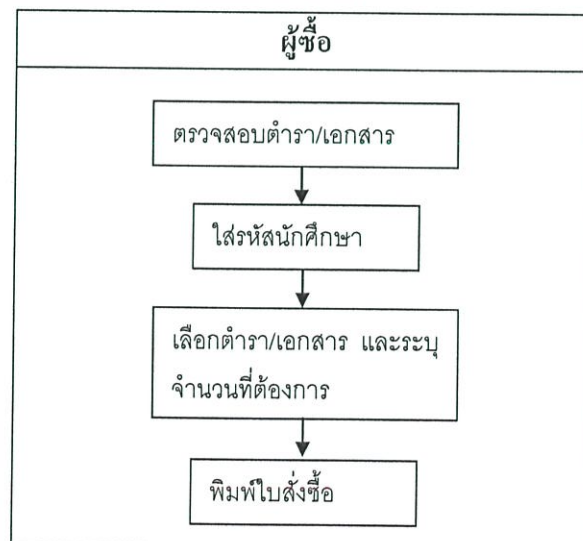 ผู้ซื้อ
ตรวจสอบตำรา/เอกสาร
ใส่รหัสนักศึกษา
เลือกตำรา/เอกสาร และระบุ
จำนวนที่ต้องการ
พิมพ์ใบสั่งซื้อ